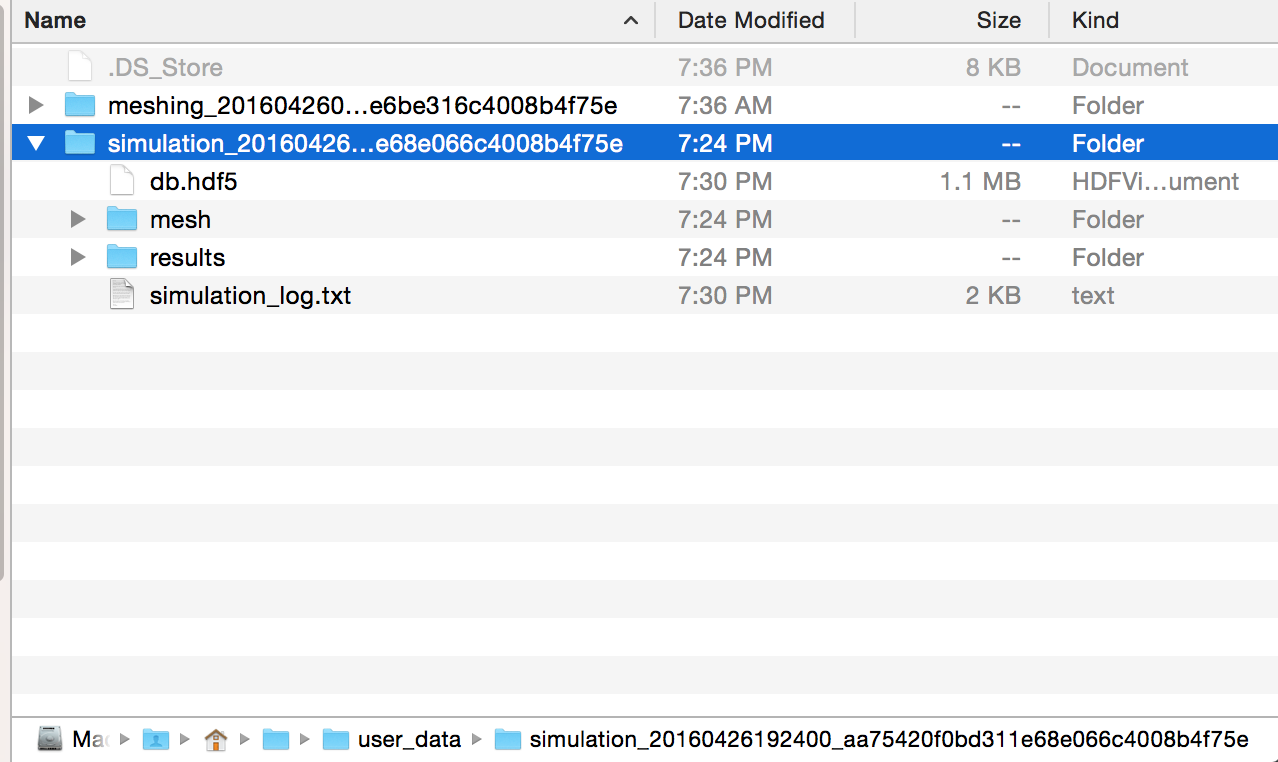 Name Date Modified Size Kind
.DS_Store 7:36 PM 8 KB Document
meshing_201604260...e6be316c4008b4f75e 7:36 AM -- Folder
simulation_20160426...e68e066c4008b4f75e 7:24 PM -- Folder
db.hdf5 7:30 PM 1.1 MB HDFVi...ument
mesh 7:24 PM -- Folder
results 7:24 PM -- Folder
simulation_log.txt 7:30 PM 2 KB text
Mac user_data simulation_20160426192400_aa75420f0bd311e68e066c4008b4f75e